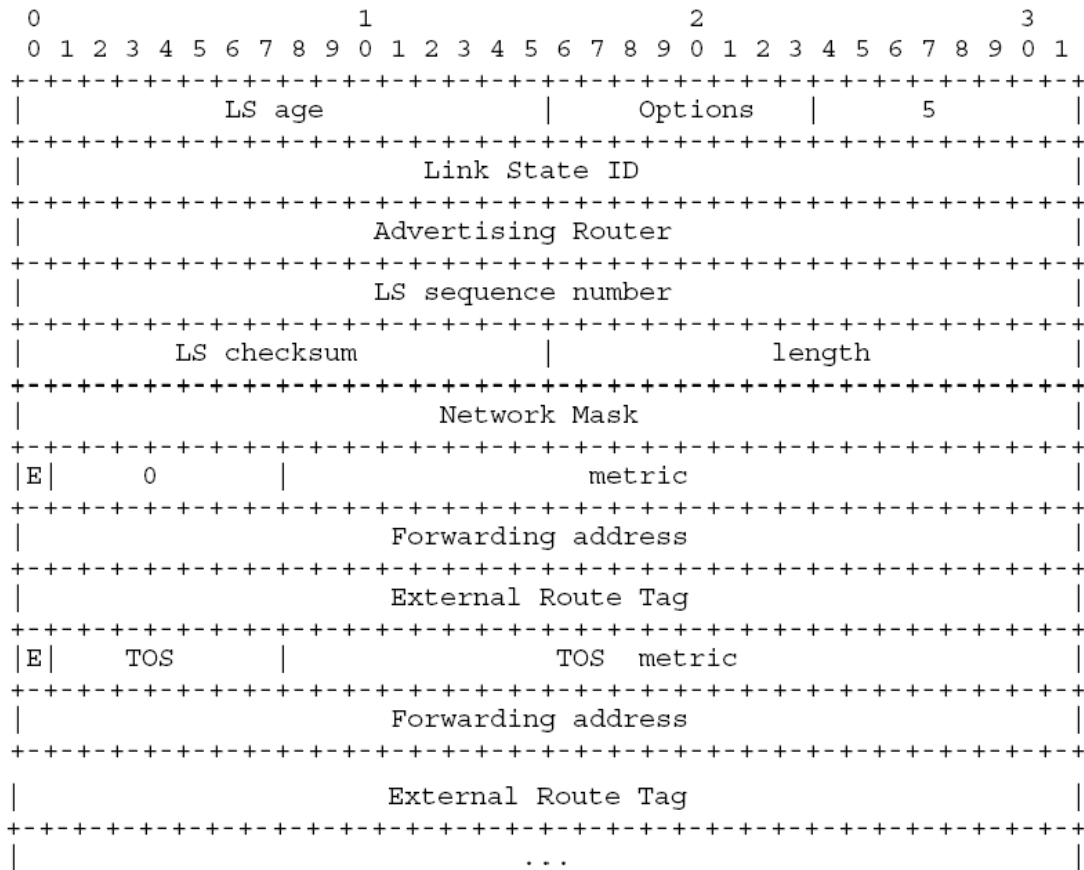 0                   1                   2                   3
0 1 2 3 4 5 6 7 8 9 0 1 2 3 4 5 6 7 8 9 0 1 2 3 4 5 6 7 8 9 0 1
+-+-+-+-+-+-+-+-+-+-+-+-+-+-+-+-+-+-+-+-+-+-+-+-+-+-+-+-+-+-+-+-+
| LS age | Options | 5 |
+-+-+-+-+-+-+-+-+-+-+-+-+-+-+-+-+-+-+-+-+-+-+-+-+-+-+-+-+-+-+-+-+
| Link State ID |
+-+-+-+-+-+-+-+-+-+-+-+-+-+-+-+-+-+-+-+-+-+-+-+-+-+-+-+-+-+-+-+-+
| Advertising Router |
+-+-+-+-+-+-+-+-+-+-+-+-+-+-+-+-+-+-+-+-+-+-+-+-+-+-+-+-+-+-+-+-+
| LS sequence number |
+-+-+-+-+-+-+-+-+-+-+-+-+-+-+-+-+-+-+-+-+-+-+-+-+-+-+-+-+-+-+-+-+
| LS checksum | length |
+-+-+-+-+-+-+-+-+-+-+-+-+-+-+-+-+-+-+-+-+-+-+-+-+-+-+-+-+-+-+-+-+
| Network Mask |
+-+-+-+-+-+-+-+-+-+-+-+-+-+-+-+-+-+-+-+-+-+-+-+-+-+-+-+-+-+-+-+-+
|E| 0 | metric |
+-+-+-+-+-+-+-+-+-+-+-+-+-+-+-+-+-+-+-+-+-+-+-+-+-+-+-+-+-+-+-+-+
| Forwarding address |
+-+-+-+-+-+-+-+-+-+-+-+-+-+-+-+-+-+-+-+-+-+-+-+-+-+-+-+-+-+-+-+-+
| External Route Tag |
+-+-+-+-+-+-+-+-+-+-+-+-+-+-+-+-+-+-+-+-+-+-+-+-+-+-+-+-+-+-+-+-+
|E| TOS | TOS metric |
+-+-+-+-+-+-+-+-+-+-+-+-+-+-+-+-+-+-+-+-+-+-+-+-+-+-+-+-+-+-+-+-+
| Forwarding address |
+-+-+-+-+-+-+-+-+-+-+-+-+-+-+-+-+-+-+-+-+-+-+-+-+-+-+-+-+-+-+-+-+
| External Route Tag |
+-+-+-+-+-+-+-+-+-+-+-+-+-+-+-+-+-+-+-+-+-+-+-+-+-+-+-+-+-+-+-+-+
| ... |